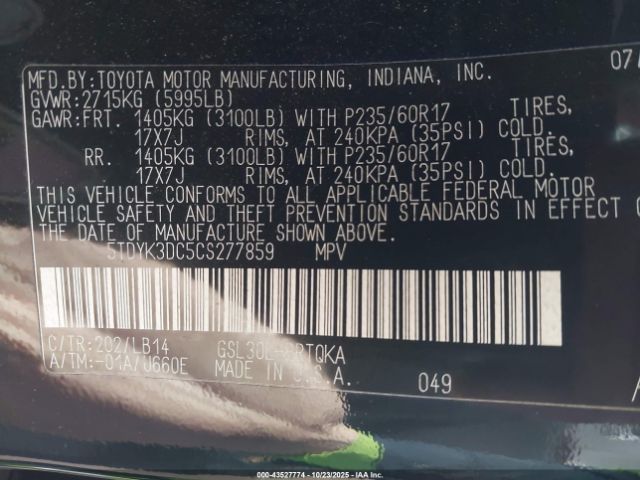 MFD.BY:TOYOTA MOTOR MANUFACTURING, INDIANA, INC. 07/
GVWR:2715KG (5995LB)
GAWR:FRT. 1405KG (3100LB) WITH P235/60R17 TIRES,
17X7J RIMS, AT 240KPA (35PSI) COLD.
RR. 1405KG (3100LB) WITH P235/60R17 TIRES,
17X7J RIMS, AT 240KPA (35PSI) COLD.
THIS VEHICLE CONFORMS TO ALL APPLICABLE FEDERAL MOTOR
VEHICLE SAFETY AND THEFT PREVENTION STANDARDS IN EFFECT
THE DATE OF MANUFACTURE SHOWN ABOVE.
5TDYK3DC5CS277859 MPV
C/TR:202/LB14
A/TM:-01A/U660E MADE IN U.S.A.
049
000-43527774 - 10/23/2025 - IAA Inc.